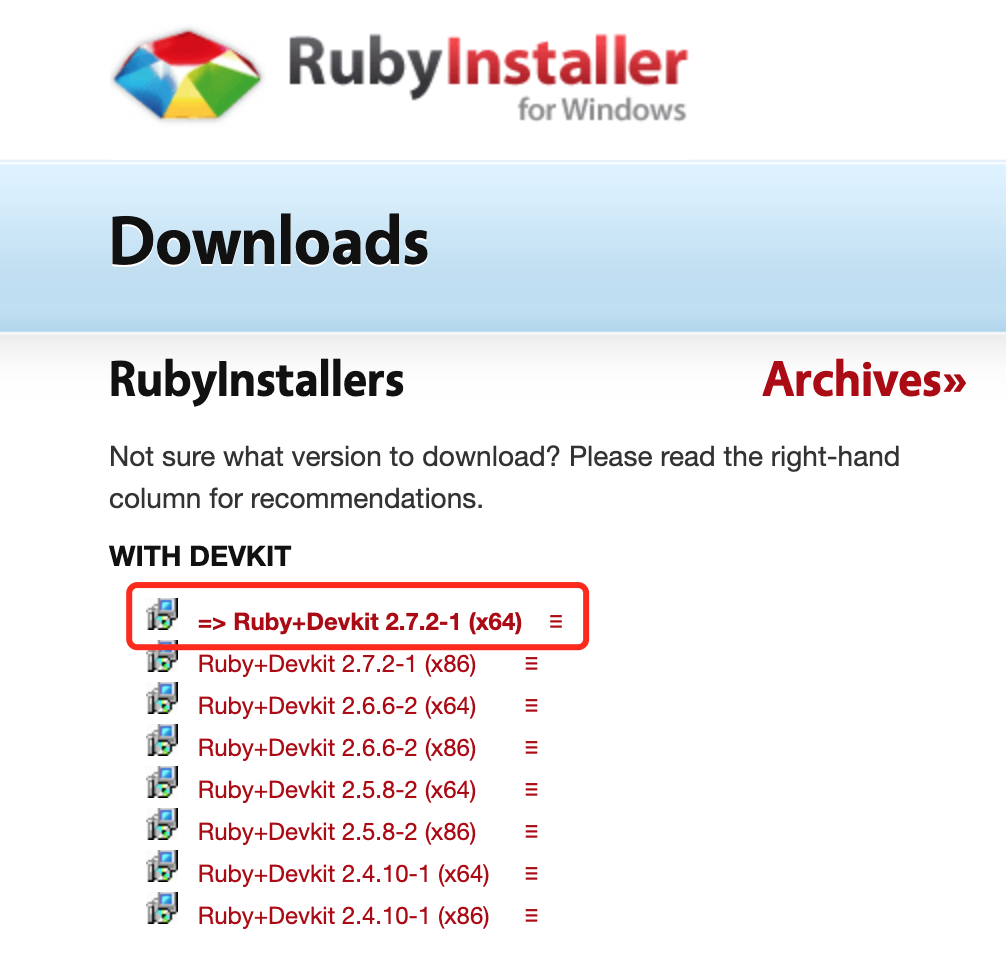 RubyInstaller
for Windows
Downloads
RubyInstallers
Archives»
Not sure what version to download? Please read the right-hand
column for recommendations.
WITH DEVKIT
=> Ruby+Devkit 2.7.2-1 (x64) ≡
Ruby+Devkit 2.7.2-1 (x86) ≡
Ruby+Devkit 2.6.6-2 (x64) ≡
Ruby+Devkit 2.6.6-2 (x86) ≡
Ruby+Devkit 2.5.8-2 (x64) ≡
Ruby+Devkit 2.5.8-2 (x86) ≡
Ruby+Devkit 2.4.10-1 (x64) ≡
Ruby+Devkit 2.4.10-1 (x86) ≡